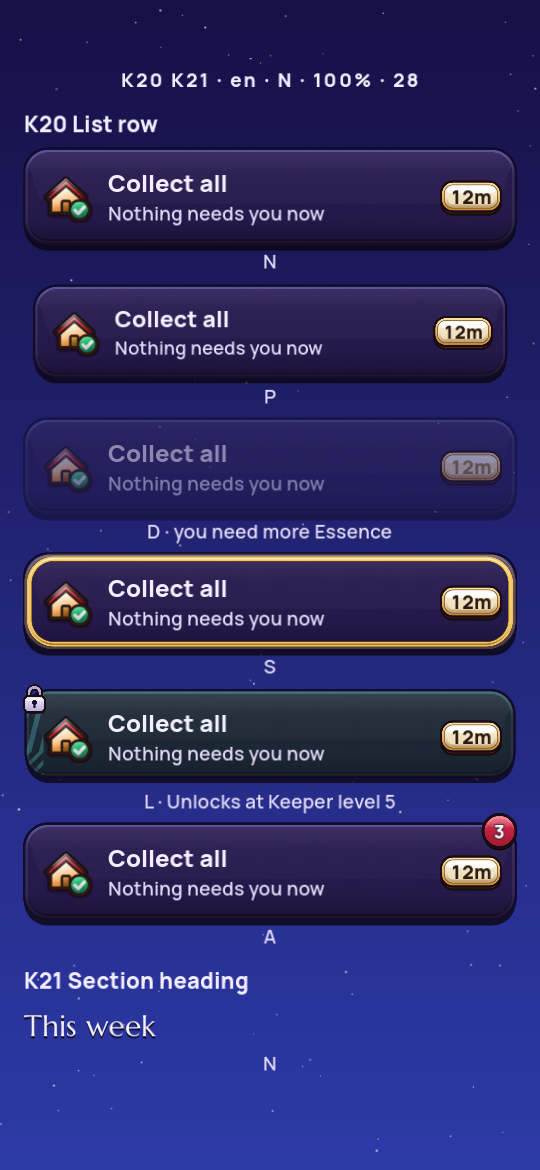 K20 K21 · en · N · 100% · 28
K20 List row
Collect all
Nothing needs you now
12m
N
Collect all
Nothing needs you now
12m
P
Collect all
Nothing needs you now
12m
D · you need more Essence
Collect all
Nothing needs you now
12m
S
Collect all
Nothing needs you now
12m
L · Unlocks at Keeper level 5
3
Collect all
Nothing needs you now
12m
A
K21 Section heading
This week
N